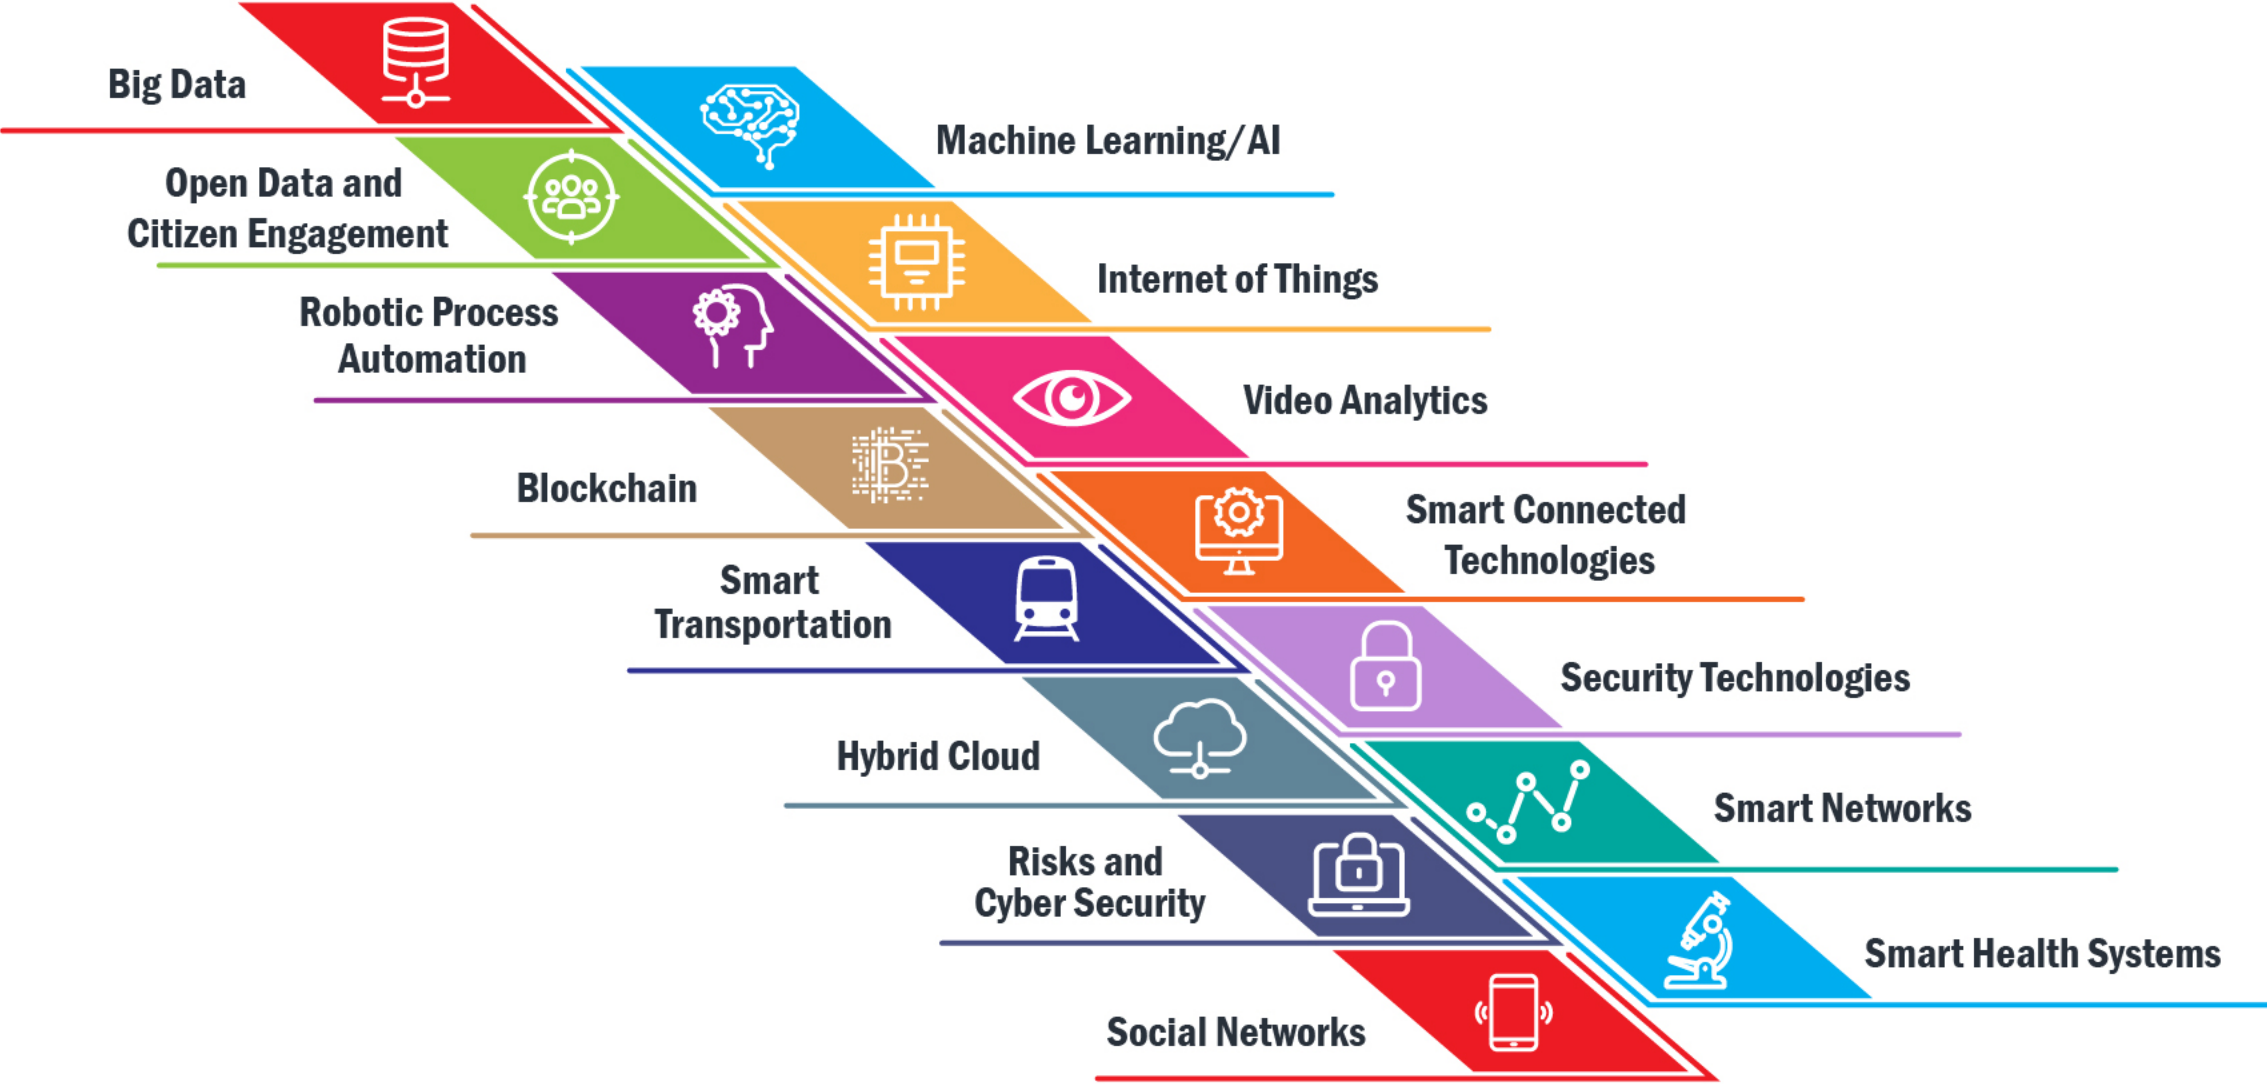 Big Data
Machine Learning/AI
Open Data and
Citizen Engagement
Internet of Things
Robotic Process
Automation
Video Analytics
Blockchain
Smart Connected
Technologies
Smart
Transportation
Security Technologies
Hybrid Cloud
Smart Networks
Risks and
Cyber Security
Smart Health Systems
Social Networks